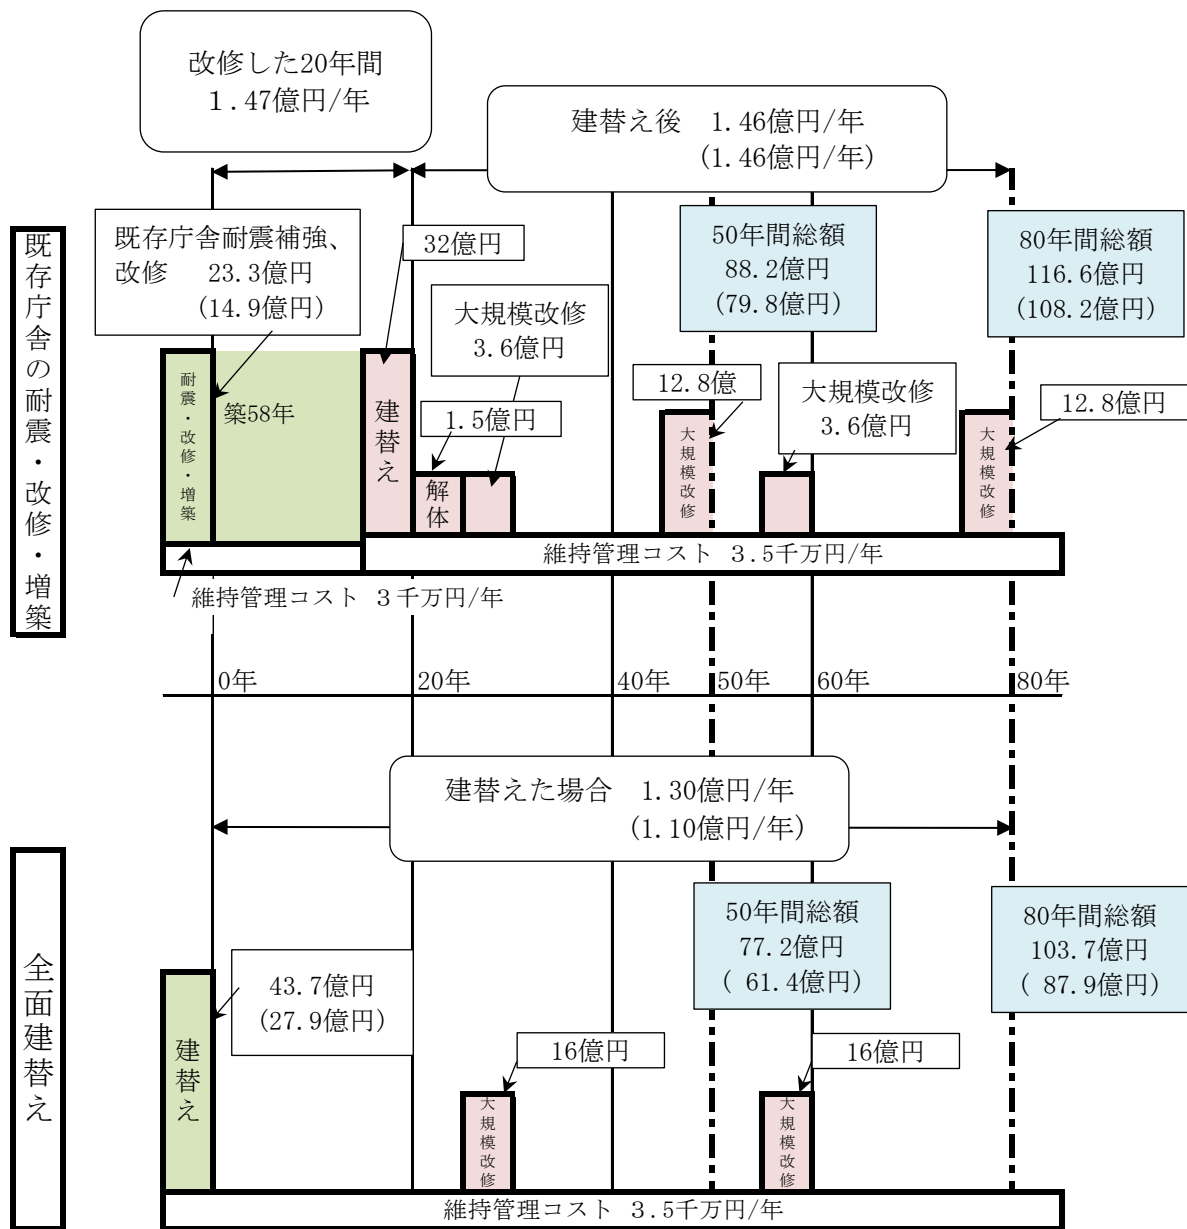 改修した20年間
1.47億円/年
建替え後　1.46億円/年
(1.46億円/年)
既存庁舎の耐震・改修・増築
既存庁舎耐震補強、
改修　23.3億円
(14.9億円)
32億円
大規模改修
3.6億円
1.5億円
50年間総額
88.2億円
(79.8億円)
80年間総額
116.6億円
(108.2億円)
12.8億
大規模改修
3.6億円
12.8億円
耐震・改修・増築
築58年
建替え
解体
大規模改修
大規模改修
維持管理コスト　3.5千万円/年
維持管理コスト　３千万円/年
0年
20年
40年
50年
60年
80年
建替えた場合　1.30億円/年
(1.10億円/年)
全面建替え
50年間総額
77.2億円
( 61.4億円)
80年間総額
103.7億円
( 87.9億円)
43.7億円
(27.9億円)
16億円
16億円
建替え
大規模改修
大規模改修
維持管理コスト　3.5千万円/年